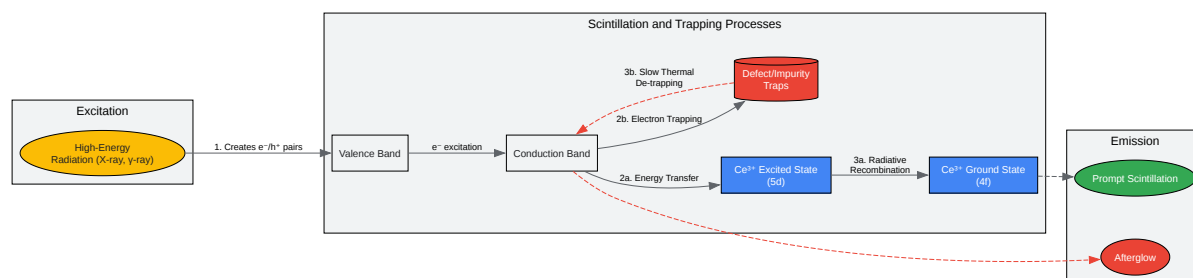 Scintillation and Trapping Processes
3b. Slow Thermal
De-trapping
Defect/Impurity
Traps
Excitation
High-Energy
Radiation (X-ray, γ-ray)
1. Creates e⁻/h⁺ pairs
Valence Band
e⁻ excitation
Conduction Band
2b. Electron Trapping
2a. Energy Transfer
Ce³⁺ Excited State
(5d)
3a. Radiative
Recombination
Ce³⁺ Ground State
(4f)
Emission
Prompt Scintillation
Afterglow